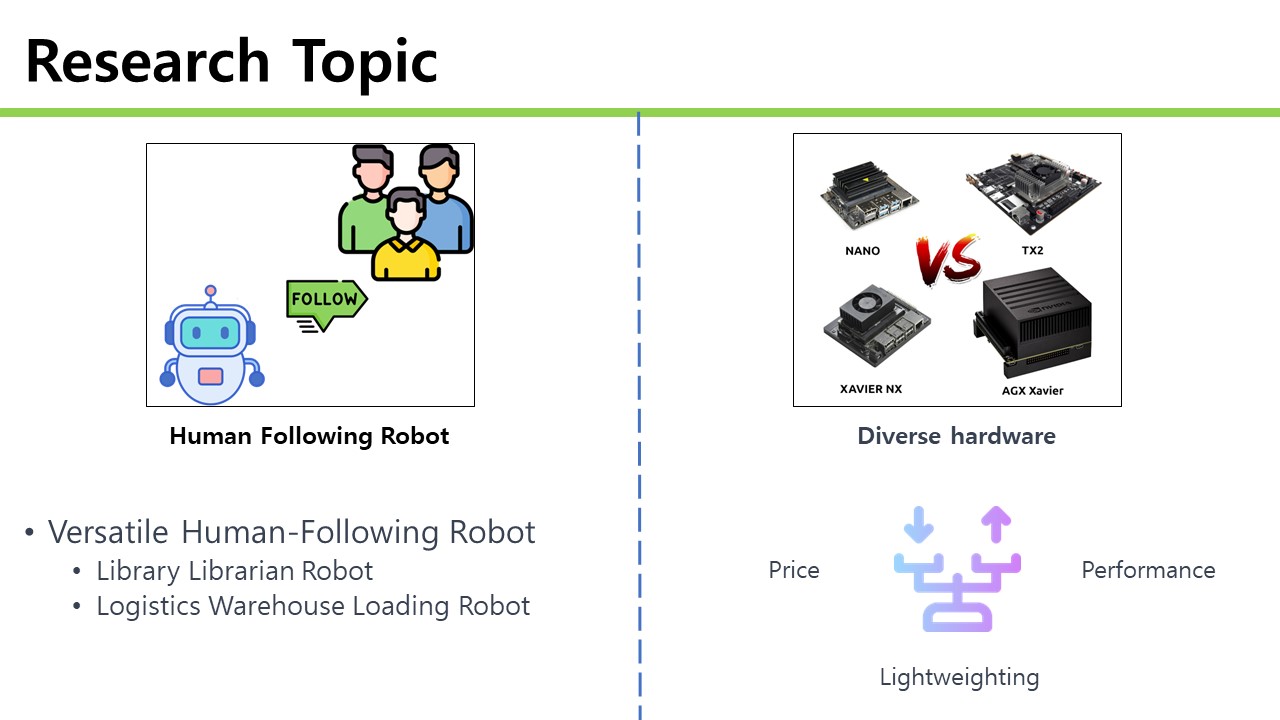 Research Topic
FOLLOW
Human Following Robot
• Versatile Human-Following Robot
• Library Librarian Robot
• Logistics Warehouse Loading Robot
NANO
TX2
VS
NVIDIA
XAVIER NX
AGX Xavier
Diverse hardware
Price
Performance
Lightweighting